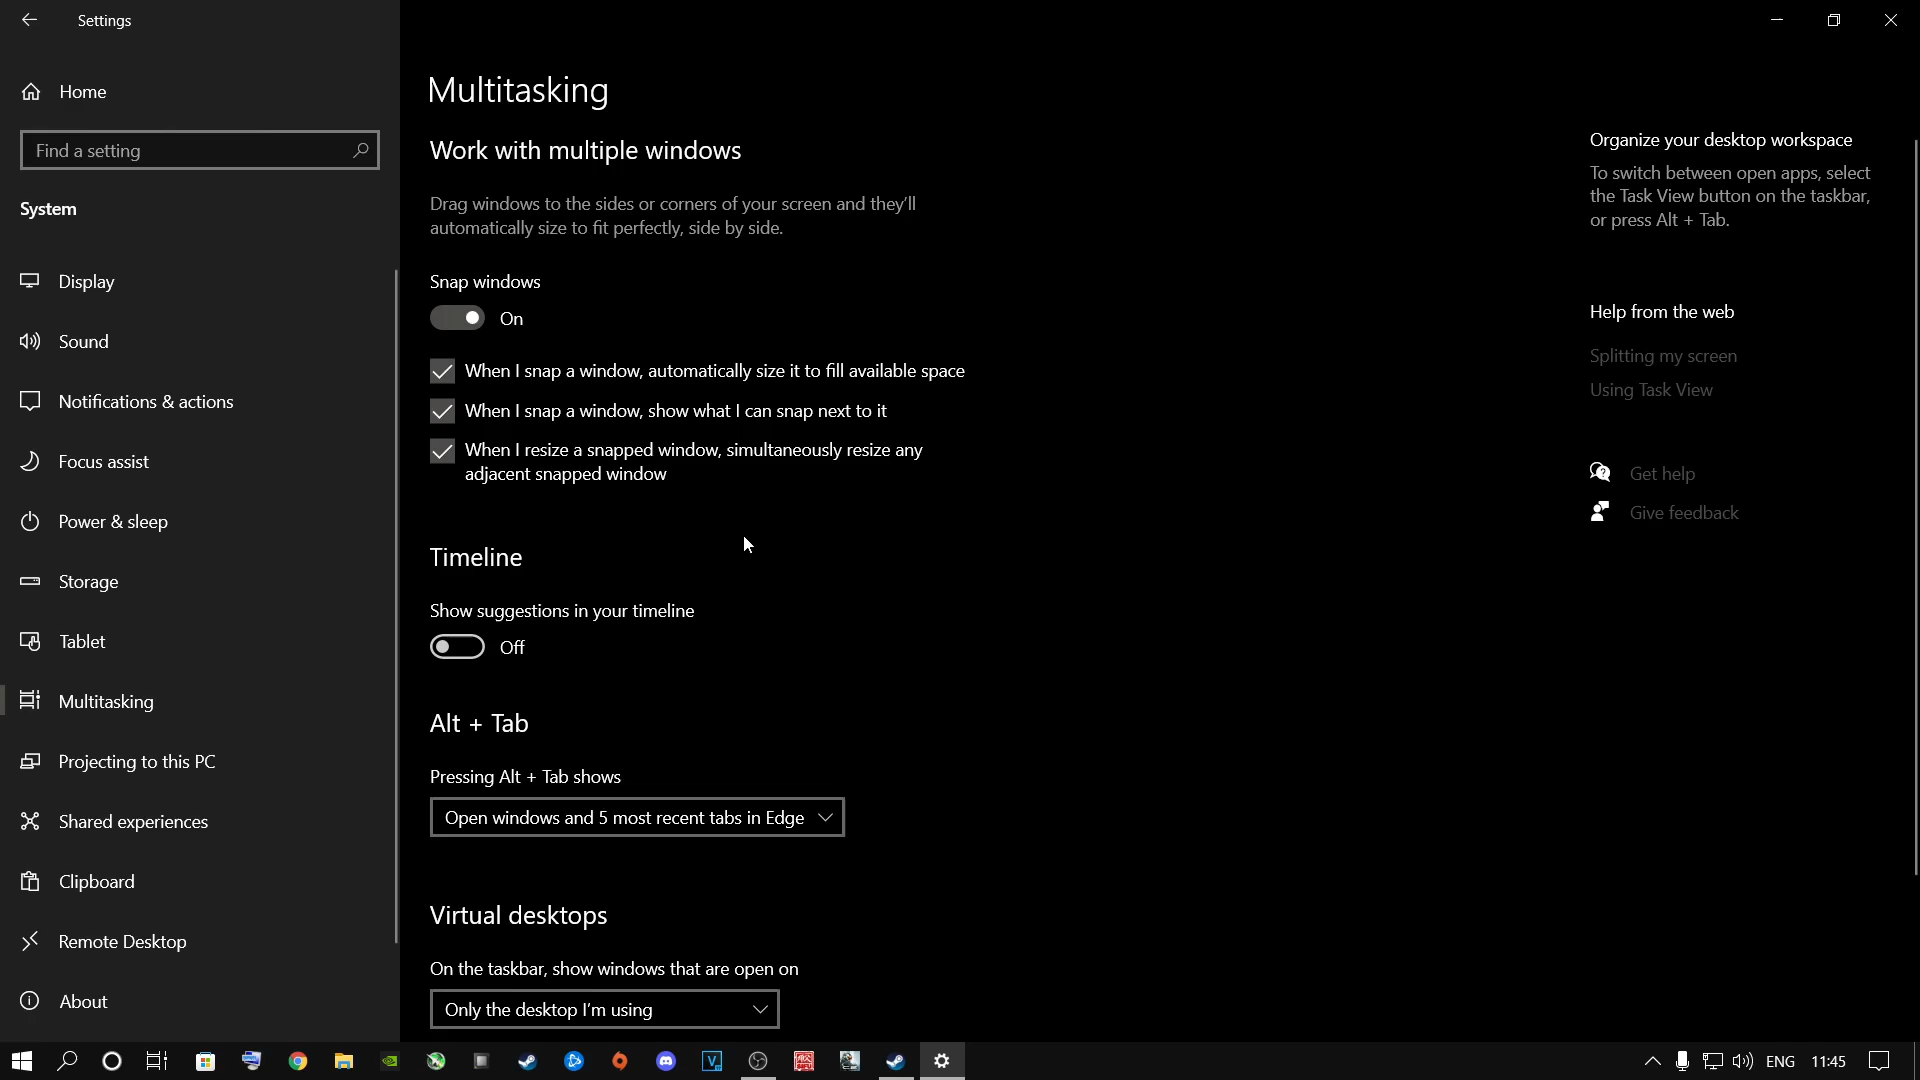 Settings
Home
Find a setting
System
Display
Sound
Notifications & actions
Focus assist
Power & sleep
Storage
Tablet
Multitasking
Projecting to this PC
Shared experiences
Clipboard
Remote Desktop
About
Multitasking
Work with multiple windows
Drag windows to the sides or corners of your screen and they'll
automatically size to fit perfectly, side by side.
Snap windows
On
When I snap a window, automatically size it to fill available space
When I snap a window, show what I can snap next to it
When I resize a snapped window, simultaneously resize any
adjacent snapped window
Timeline
Show suggestions in your timeline
Off
Alt + Tab
Pressing Alt + Tab shows
Open windows and 5 most recent tabs in Edge
Virtual desktops
On the taskbar, show windows that are open on
Only the desktop I'm using
Organize your desktop workspace
To switch between open apps, select
the Task View button on the taskbar,
or press Alt + Tab.
Help from the web
Splitting my screen
Using Task View
Get help
Give feedback
ENG
11:45